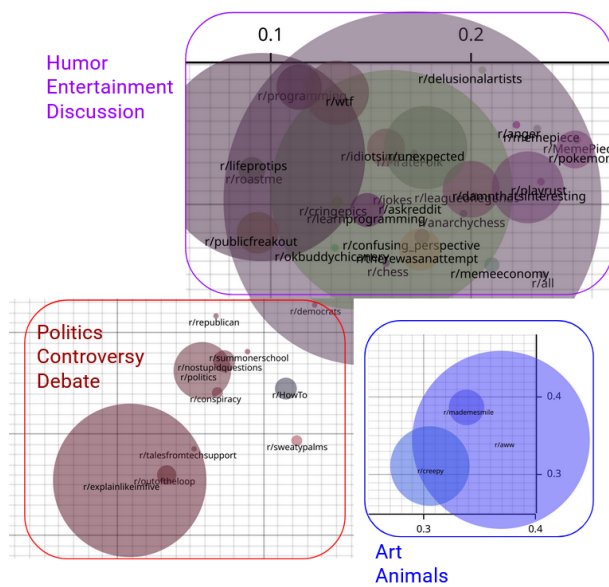 0.1
0.2
Humor
Entertainment
Discussion
r/delusionalartists
r/programming
r/wtf
r/anger
r/memepiece
r/MemePiec
r/pokemon
r/unexpected
r/lifeprotips
r/roastme
r/playrust
r/damnthatsinteresting
r/jokes
r/cringepics
r/askreddit
r/learnprogramming
r/anarchychess
r/publicfreakout
r/confusing_perspective
r/okbuddychicanery
r/therewasanattempt
r/chess
r/memeeconomy
r/all
Politics
Controversy
Debate
r/democrats
r/republican
r/summonerschool
r/nostupidquestions
r/politics
r/conspiracy
r/HowTo
r/sweatypalms
r/talesfromtechsupport
r/outoftheloop
r/explainlikeimfive
0.4
r/mademesmile
r/aww
r/creepy
0.3
0.3
0.4
Art
Animals